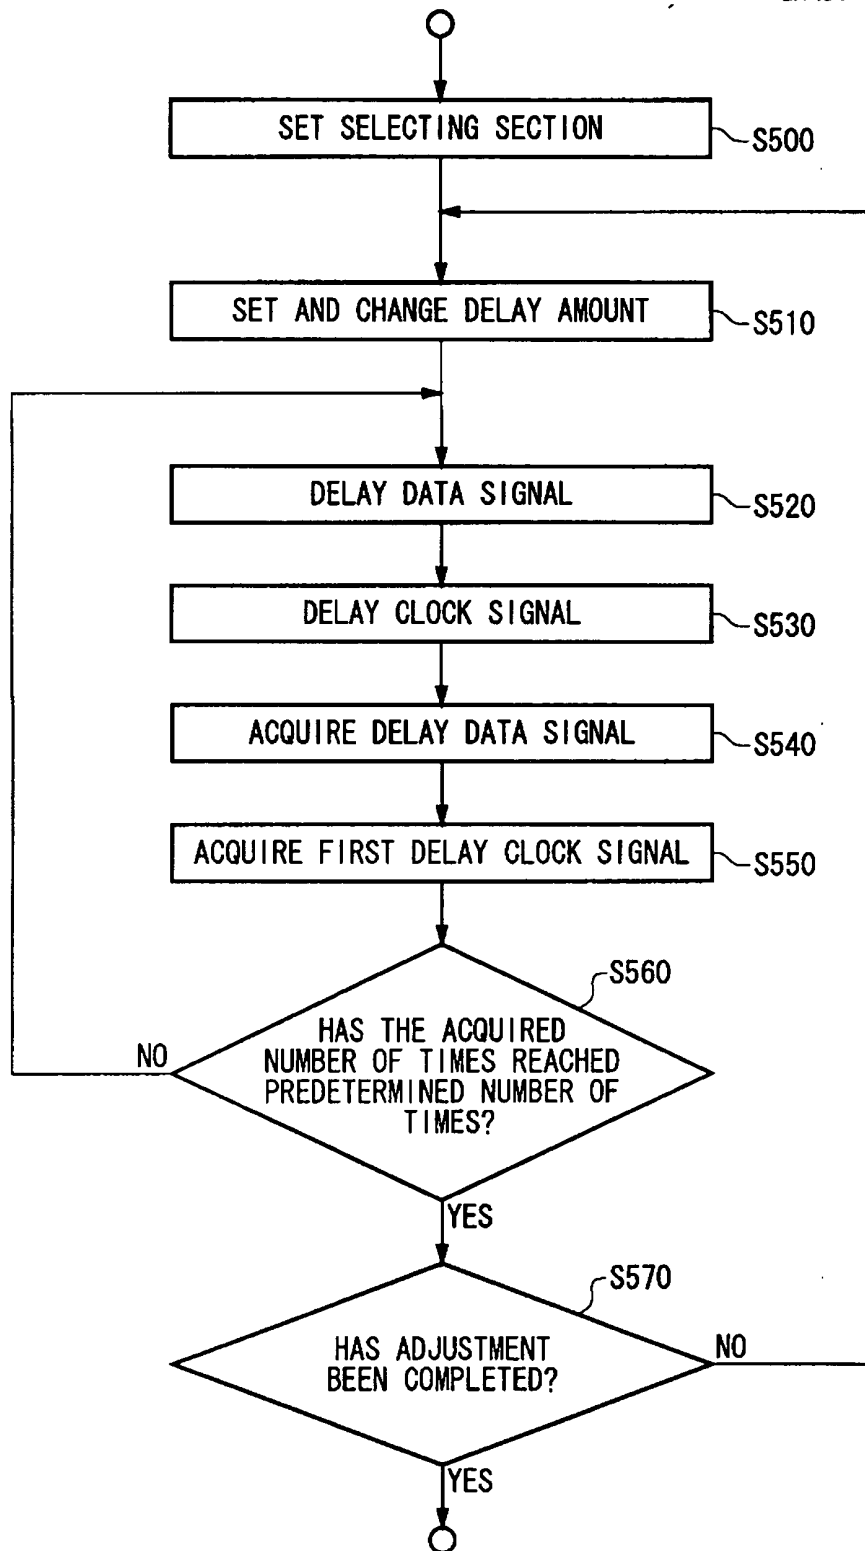 SET SELECTING SECTION
S500
SET AND CHANGE DELAY AMOUNT
S510
DELAY DATA SIGNAL
S520
DELAY CLOCK SIGNAL
S530
ACQUIRE DELAY DATA SIGNAL
S540
ACQUIRE FIRST DELAY CLOCK SIGNAL
S550
S560
HAS THE ACQUIRED
NUMBER OF TIMES REACHED
PREDETERMINED NUMBER OF
TIMES?
NO
YES
S570
HAS ADJUSTMENT
BEEN COMPLETED?
NO
YES